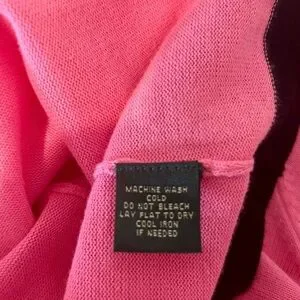 MACHINE WASH
COLD
DO NOT BLEACH
LAY FLAT TO DRY
COOL IRON
IF NEEDED